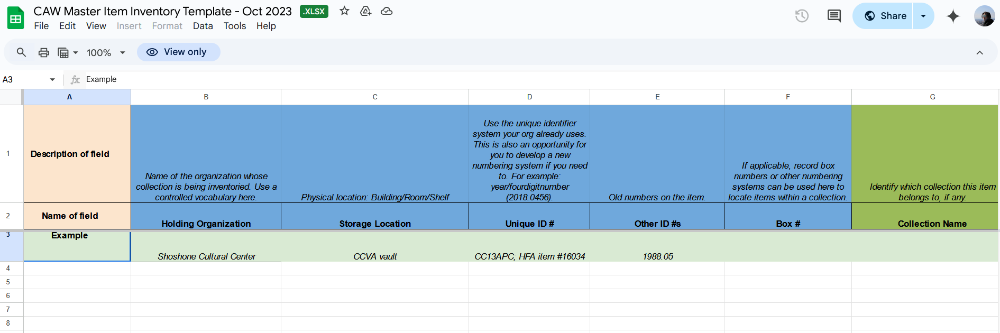 CAW Master Item Inventory Template - Oct 2023 .XLSX
File Edit View Insert Format Data Tools Help
Share
100% View only
A3 fx Example
A B C D E F G
1
Description of field
Name of the organization whose
collection is being inventoried. Use a
controlled vocabulary here.
Physical location: Building/Room/Shelf
Use the unique identifier
system your org already uses.
This is also an opportunity for
you to develop a new
numbering system if you need
to. For example:
year/fourdigitnumber
(2018.0456).
Old numbers on the item.
If applicable, record box
numbers or other numbering
systems can be used here to
locate items within a collection.
Identify which collection this item
belongs to, if any.
2 Name of field Holding Organization Storage Location Unique ID # Other ID #s Box # Collection Name
3 Example Shoshone Cultural Center CCVA vault CC13APC; HFA item #16034 1988.05
4
5
6
7
8